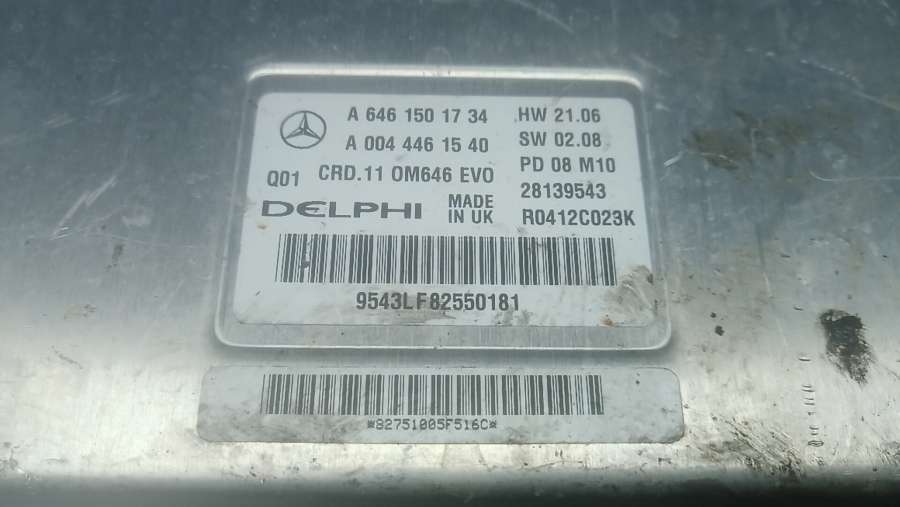 A 646 150 17 34 HW 21.06
A 004 446 15 40 SW 02.08
Q01 CRD.11 OM646 EVO PD 08 M10
28139543
DELPHI MADE IN UK R0412C023K
9543LF82550181
*82751005F516C*